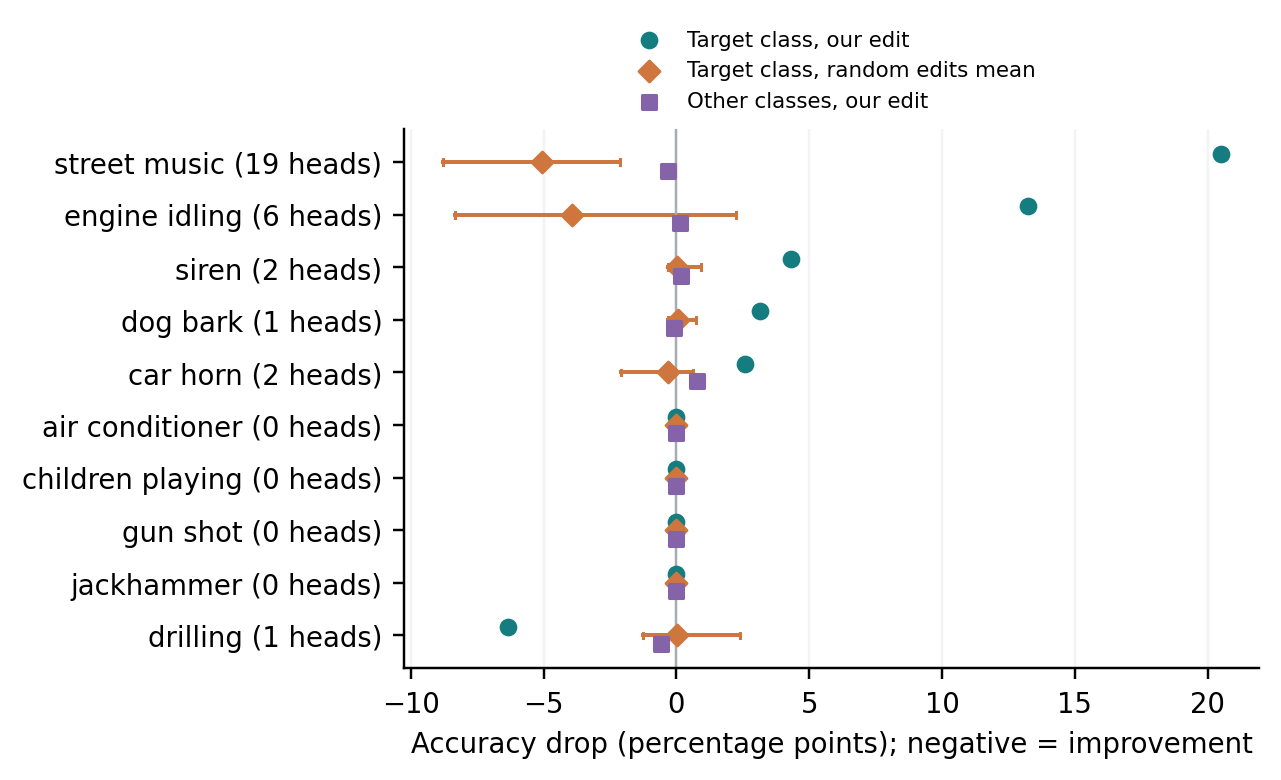 Target class, our edit
Target class, random edits mean
Other classes, our edit
street music (19 heads)
engine idling (6 heads)
siren (2 heads)
dog bark (1 heads)
car horn (2 heads)
air conditioner (0 heads)
children playing (0 heads)
gun shot (0 heads)
jackhammer (0 heads)
drilling (1 heads)
−10 −5 0 5 10 15 20
Accuracy drop (percentage points); negative = improvement